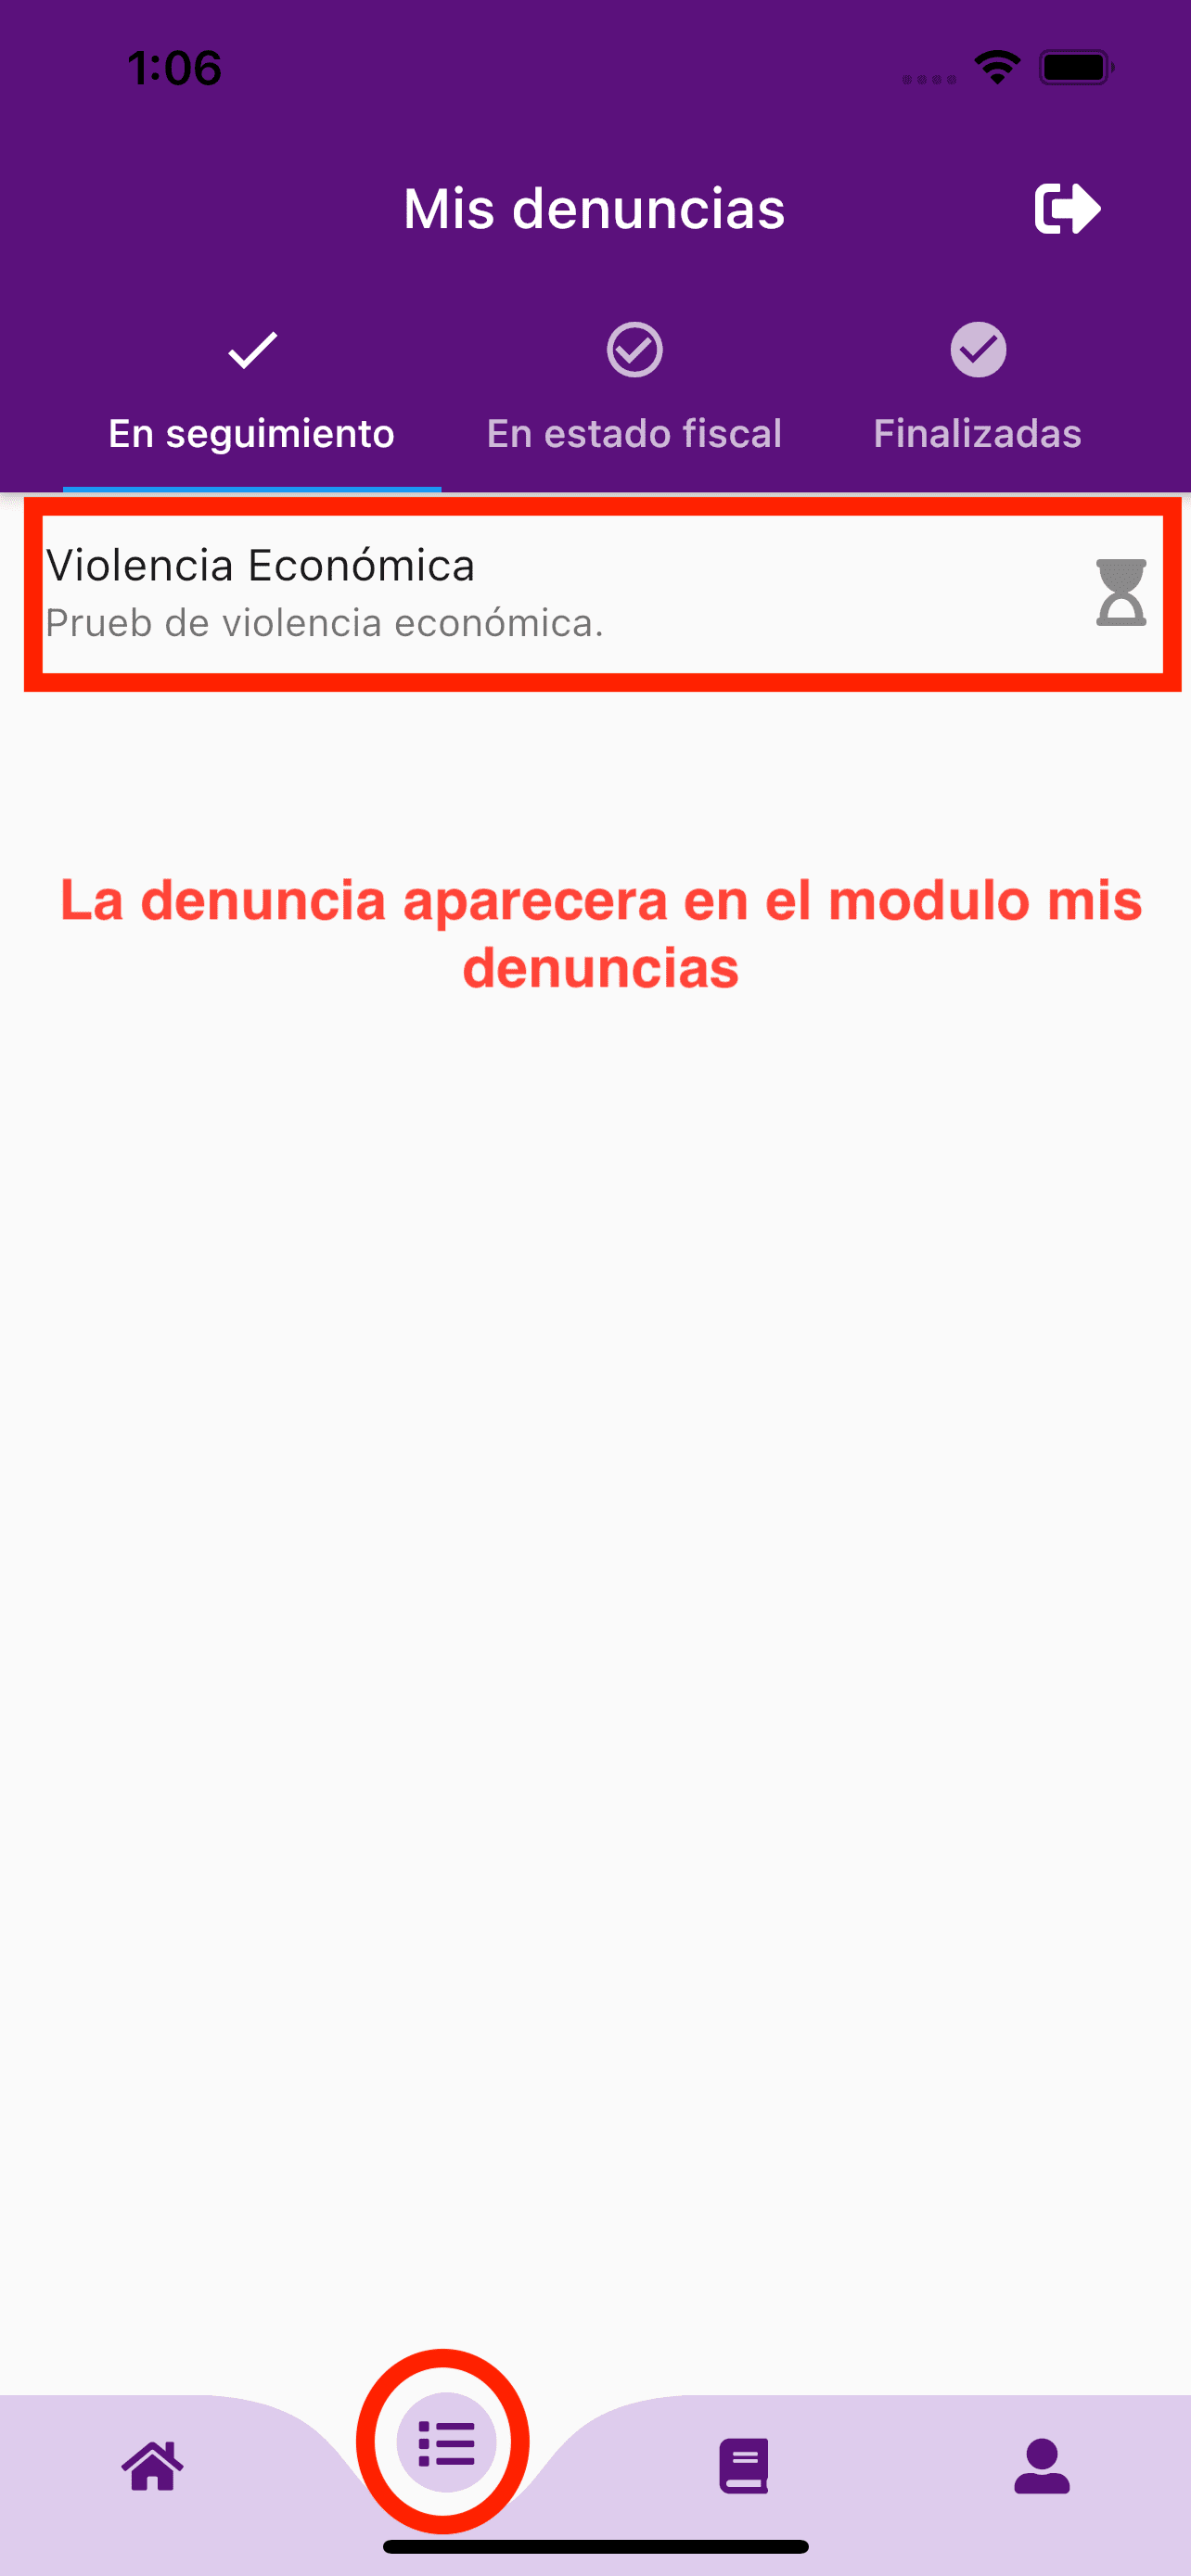 1:06
Mis denuncias
En seguimiento
En estado fiscal
Finalizadas
Violencia Económica
Prueb de violencia económica.
La denuncia aparecera en el modulo mis
denuncias